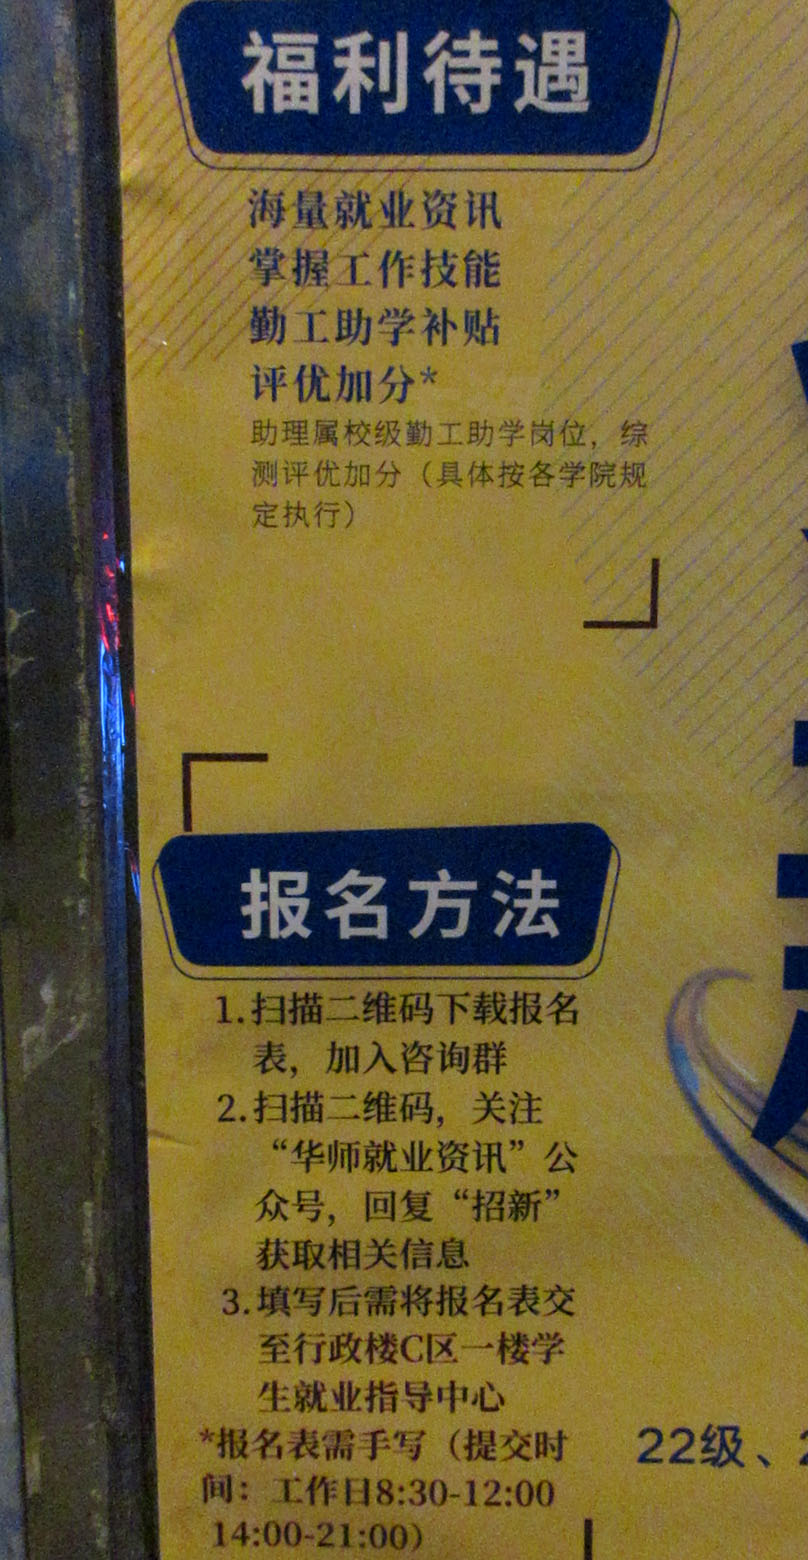 福利待遇
海量就业资讯
掌握工作技能
勤工助学补贴
评优加分*
助理属校级勤工助学岗位，综
测评优加分（具体按各学院规
定执行）
报名方法
1.扫描二维码下载报名
表，加入咨询群
2.扫描二维码，关注
“华师就业资讯”公
众号，回复“招新”
获取相关信息
3.填写后需将报名表交
至行政楼C区一楼学
生就业指导中心
*报名表需手写（提交时
间：工作日8:30-12:00
14:00-21:00）
22级、